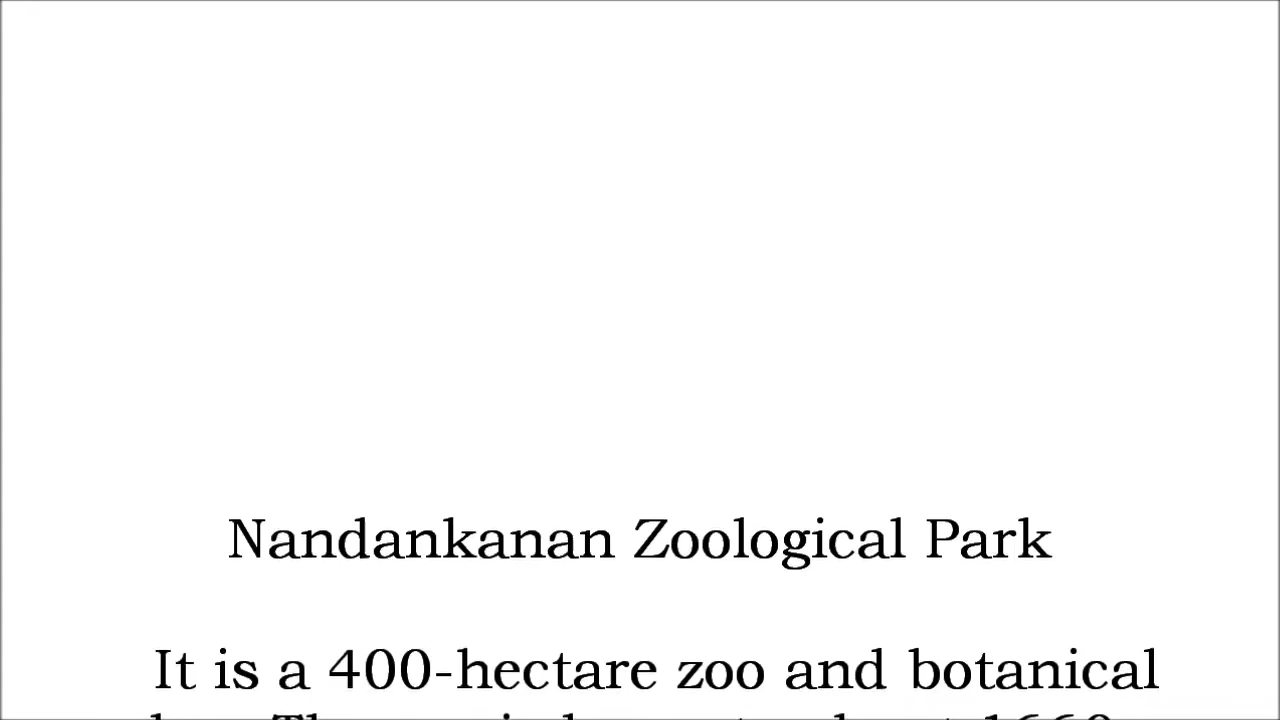 Nandankanan Zoological Park
It is a 400-hectare zoo and botanical